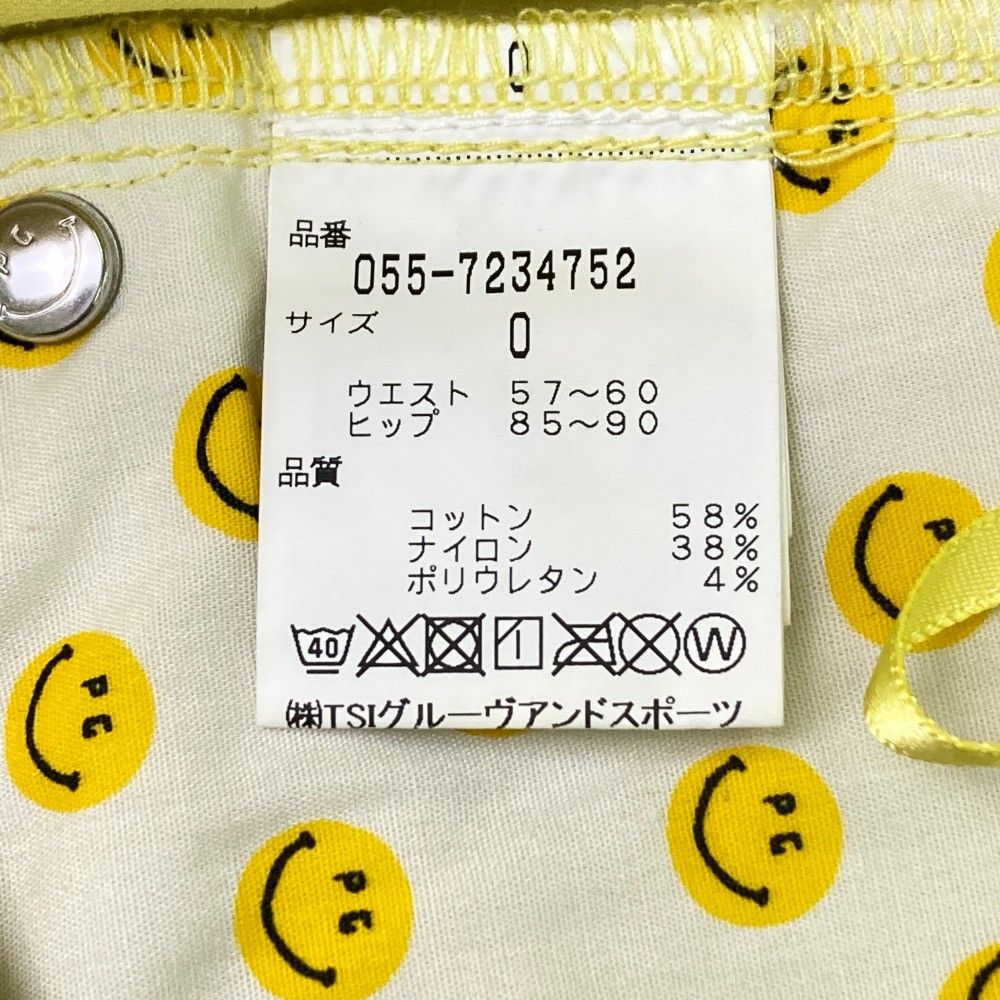 0
品番
055-7234752
サイズ
0
ウエスト 57～60
ヒップ 85～90
品質
コットン 58%
ナイロン 38%
ポリウレタン 4%
40 W
㈱TSIグルーヴアンドスポーツ
P G
P G
P G
P G
P G